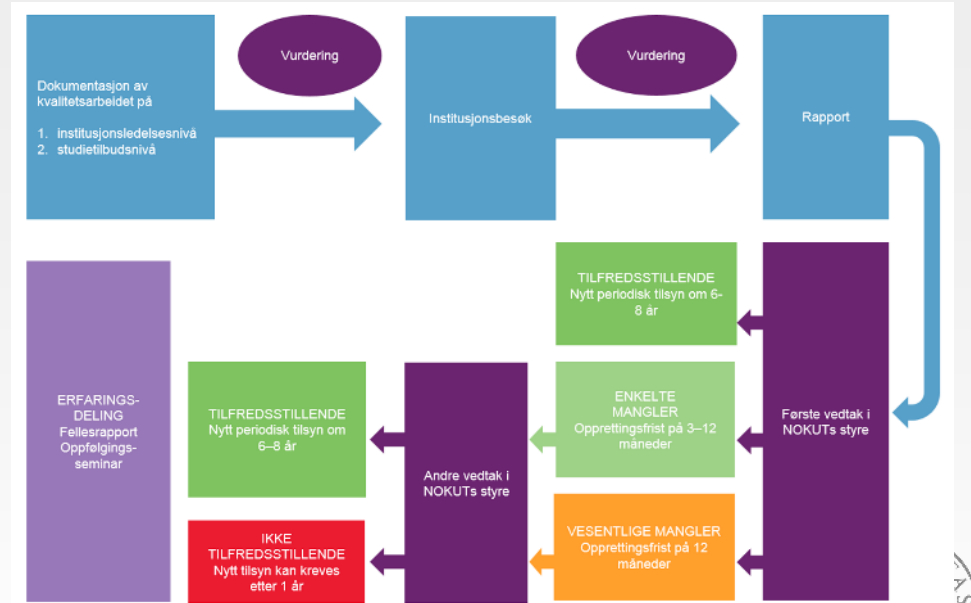 Vurdering
Vurdering
Dokumentasjon av
kvalitetsarbeidet på
1. institusjonsledelsesnivå
2. studietilbudsnivå
Institusjonsbesøk
Rapport
TILFREDSSTILLENDE
Nytt periodisk tilsyn om 6-
8 år
ENKELTE
MANGLER
Opprettingsfrist på 3–12
måneder
VESENTLIGE MANGLER
Opprettingsfrist på 12
måneder
Første vedtak i
NOKUTs styre
Andre vedtak i
NOKUTs styre
TILFREDSSTILLENDE
Nytt periodisk tilsyn om
6–8 år
IKKE
TILFREDSSTILLENDE
Nytt tilsyn kan kreves
etter 1 år
ERFARINGS-
DELING
Fellesrapport
Oppfølgings-
seminar